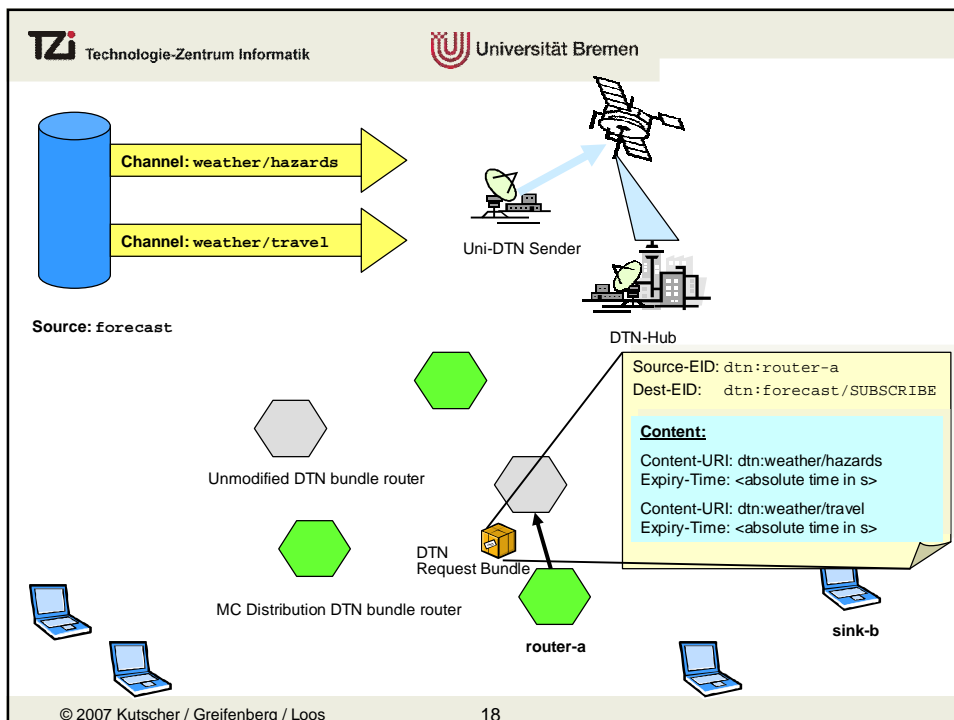 TZi Technologie-Zentrum Informatik
Universität Bremen
Channel: weather/hazards
Channel: weather/travel
Source: forecast
Uni-DTN Sender
DTN-Hub
Source-EID: dtn:router-a
Dest-EID: dtn:forecast/SUBSCRIBE
Content:
Content-URI: dtn:weather/hazards
Expiry-Time: <absolute time in s>
Content-URI: dtn:weather/travel
Expiry-Time: <absolute time in s>
Unmodified DTN bundle router
DTN
Request Bundle
MC Distribution DTN bundle router
router-a
sink-b
© 2007 Kutscher / Greifenberg / Loos
18